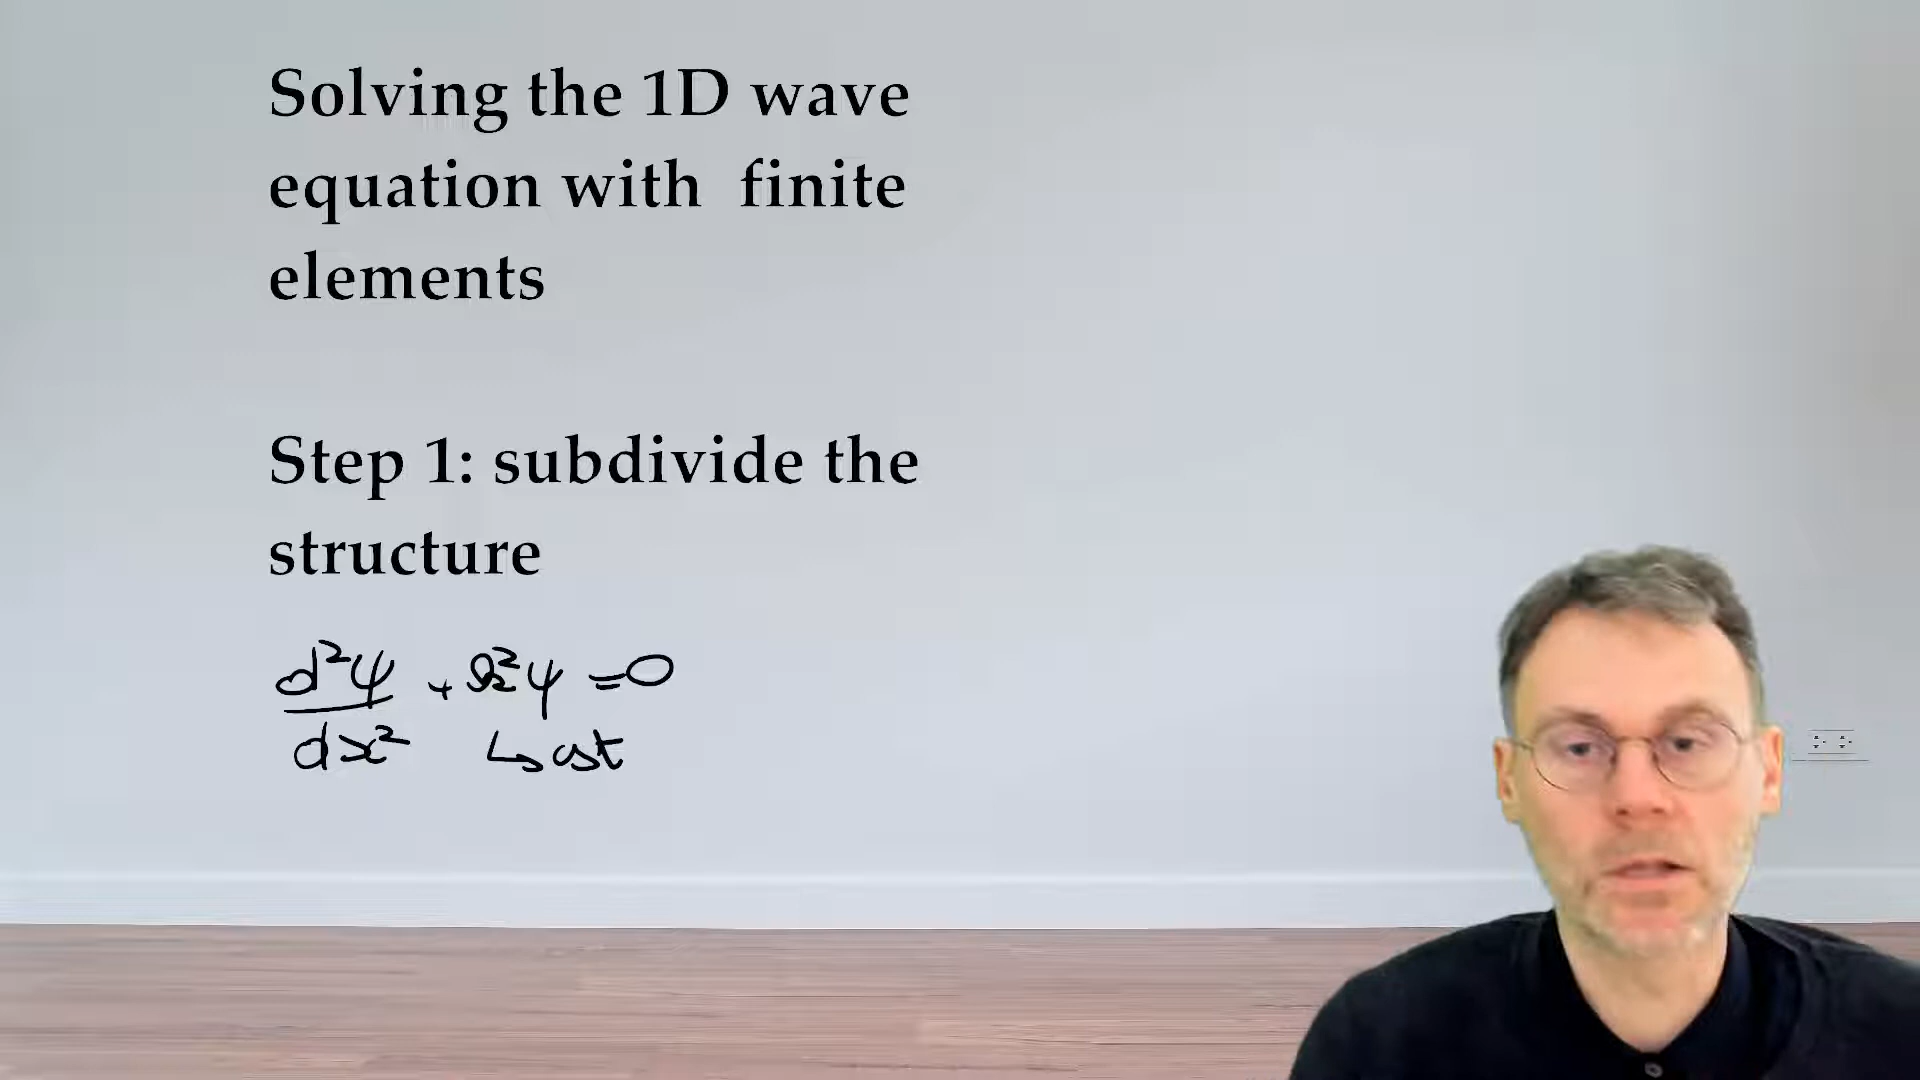 Solving the 1D wave
equation with finite
elements
Step 1: subdivide the
structure
d²ψ/dx² + k²ψ = 0
↳ cst